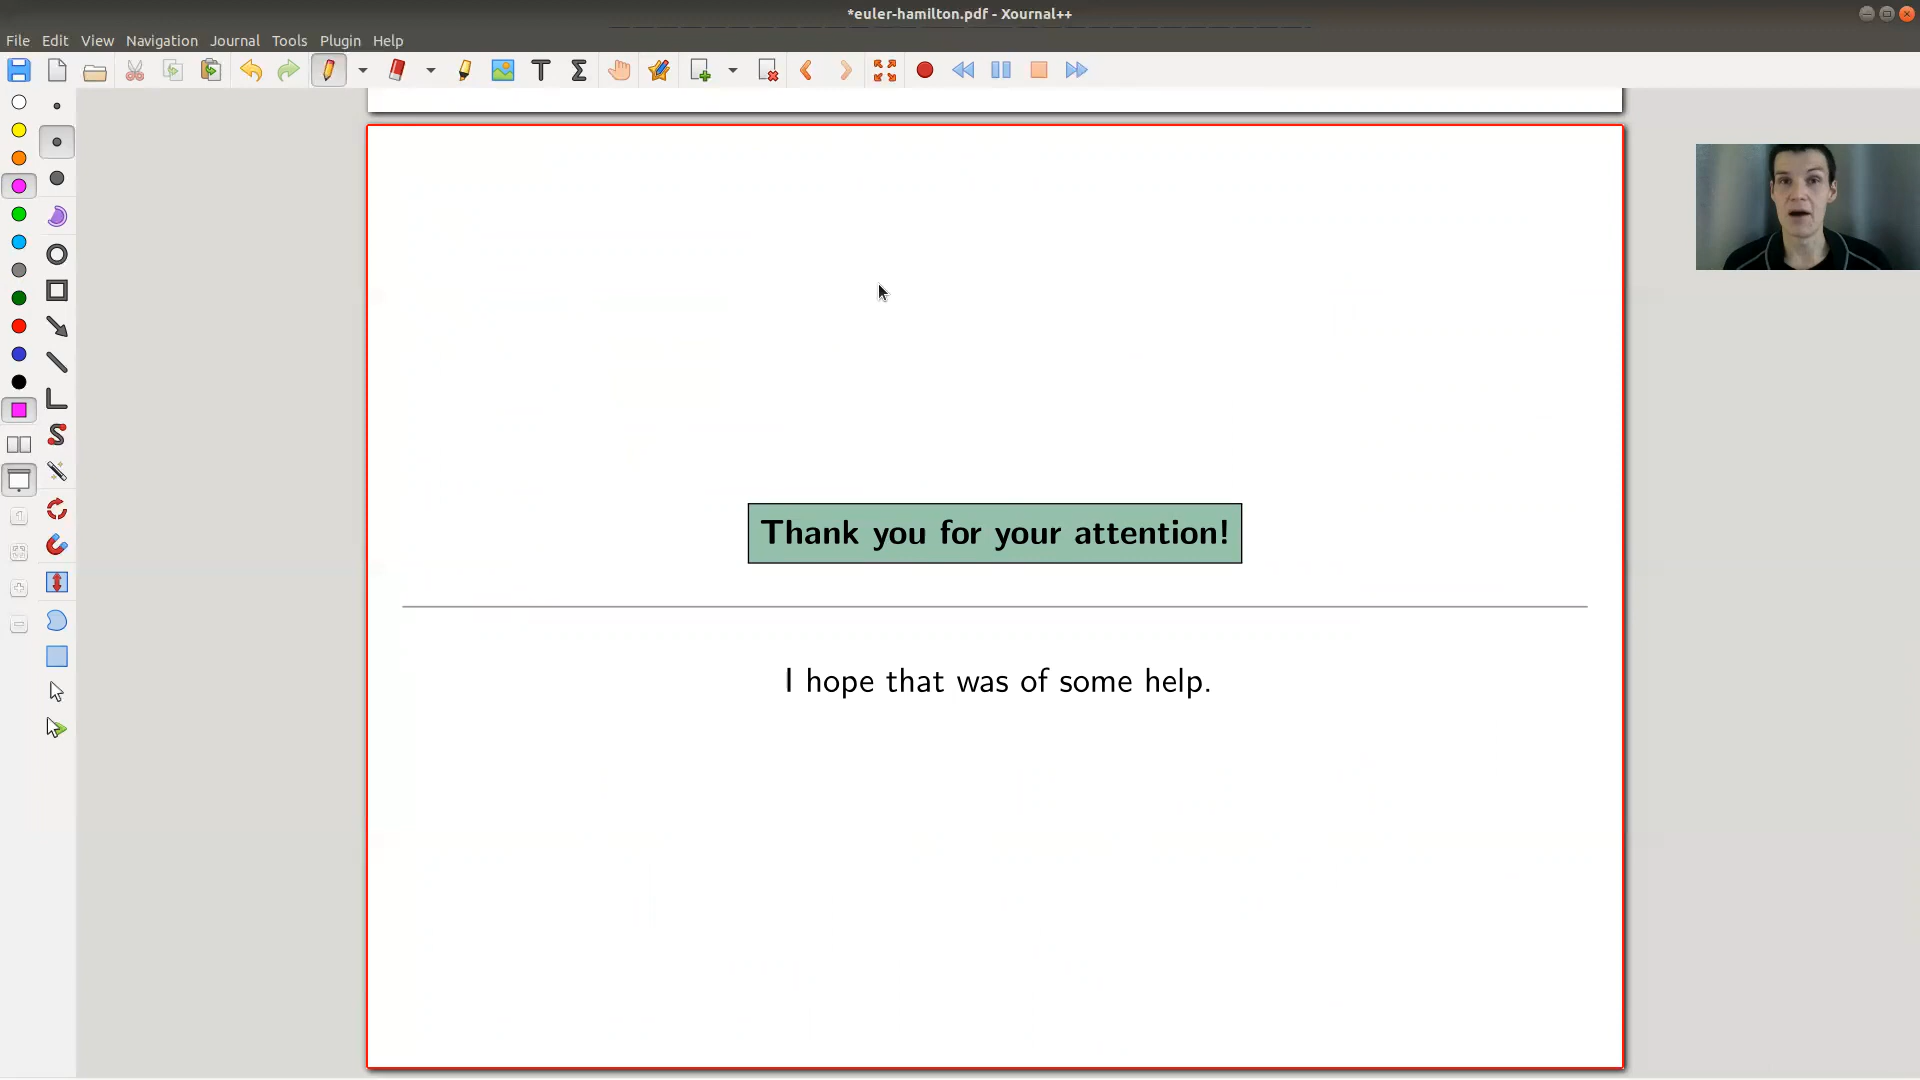 *euler-hamilton.pdf - Xournal++
File Edit View Navigation Journal Tools Plugin Help
Thank you for your attention!
I hope that was of some help.